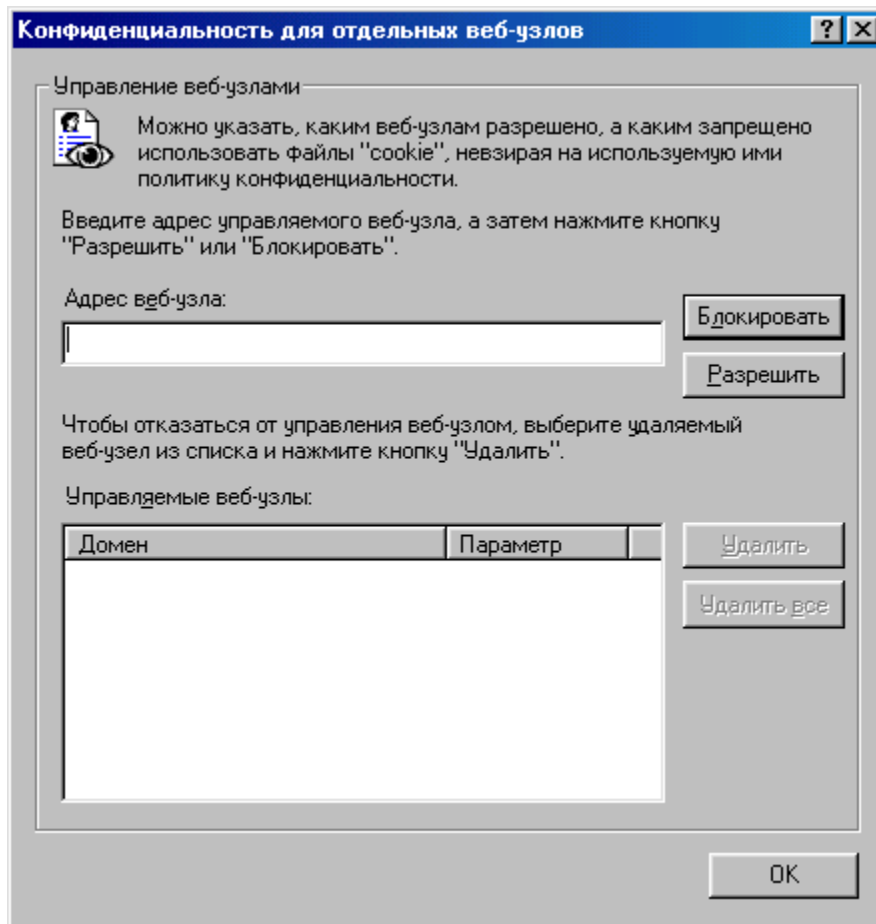 Конфиденциальность для отдельных веб-узлов
Управление веб-узлами
Можно указать, каким веб-узлам разрешено, а каким запрещено
использовать файлы "cookie", невзирая на используемую ими
политику конфиденциальности.
Введите адрес управляемого веб-узла, а затем нажмите кнопку
"Разрешить" или "Блокировать".
Адрес веб-узла:
Блокировать
Разрешить
Чтобы отказаться от управления веб-узлом, выберите удаляемый
веб-узел из списка и нажмите кнопку "Удалить".
Управляемые веб-узлы:
Домен Параметр
Удалить
Удалить все
OK